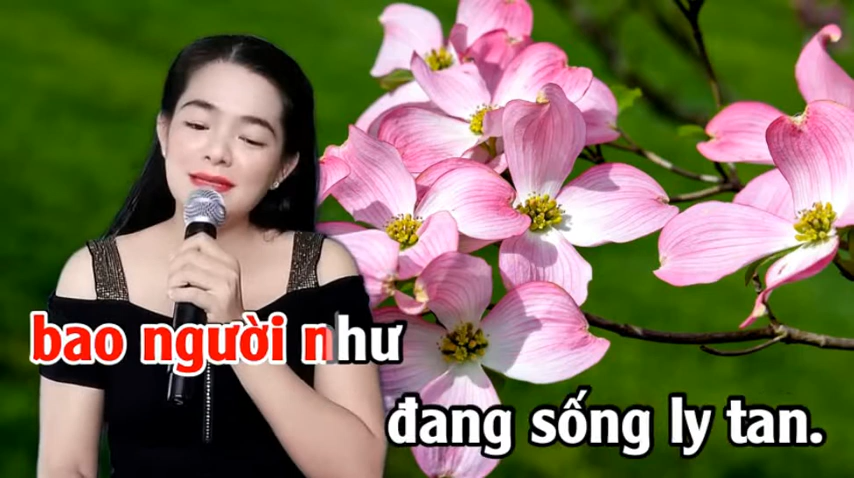 bao người như
đang sống ly tan.